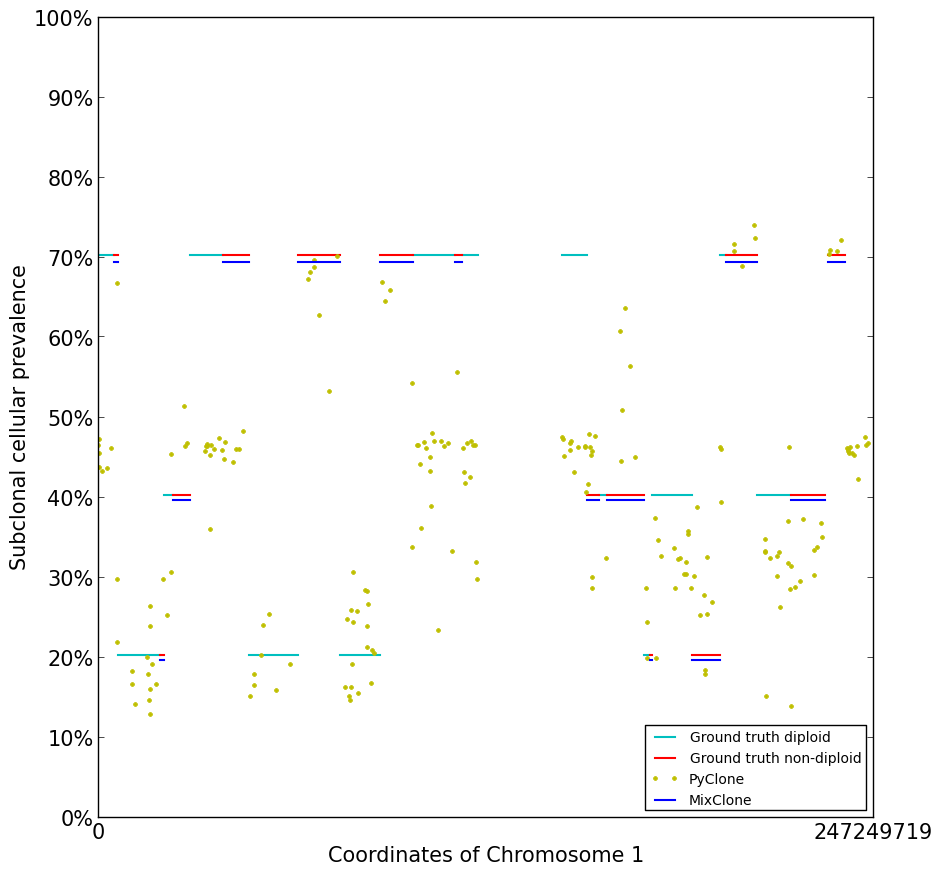 100%
90%
80%
70%
60%
50%
40%
30%
20%
10%
0%
Subclonal cellular prevalence
Ground truth diploid
Ground truth non-diploid
PyClone
MixClone
0
247249719
Coordinates of Chromosome 1